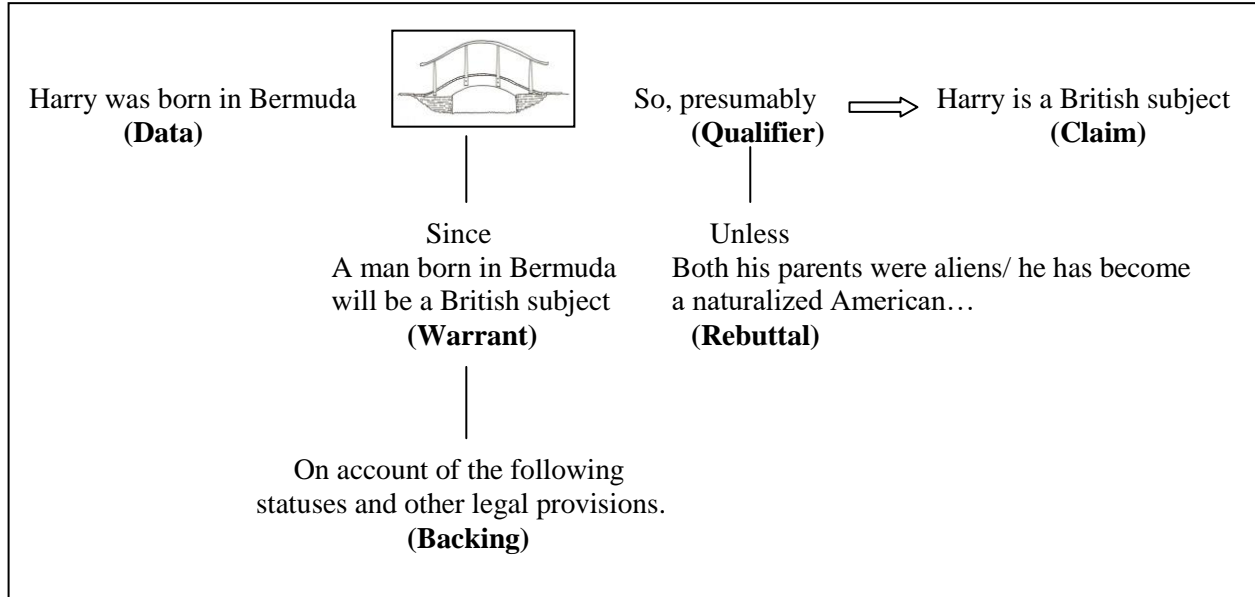 Harry was born in Bermuda
(Data)
So, presumably
(Qualifier)
Harry is a British subject
(Claim)
Since
A man born in Bermuda
will be a British subject
(Warrant)
Unless
Both his parents were aliens/ he has become
a naturalized American…
(Rebuttal)
On account of the following
statuses and other legal provisions.
(Backing)